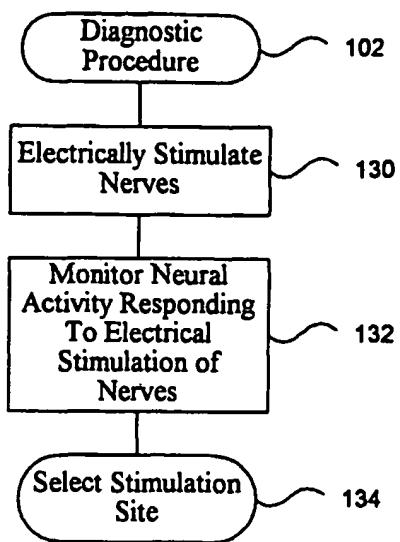 Diagnostic
Procedure
102
Electrically Stimulate
Nerves
130
Monitor Neural
Activity Responding
To Electrical
Stimulation of
Nerves
132
Select Stimulation
Site
134